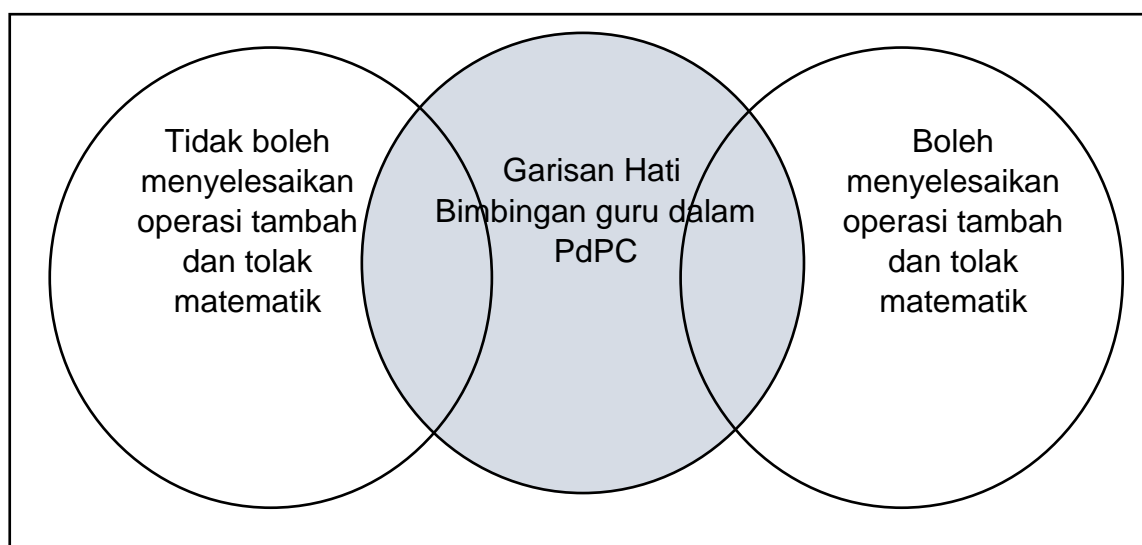 Tidak boleh
menyelesaikan
operasi tambah
dan tolak
matematik
Garisan Hati
Bimbingan guru dalam
PdPC
Boleh
menyelesaikan
operasi tambah
dan tolak
matematik